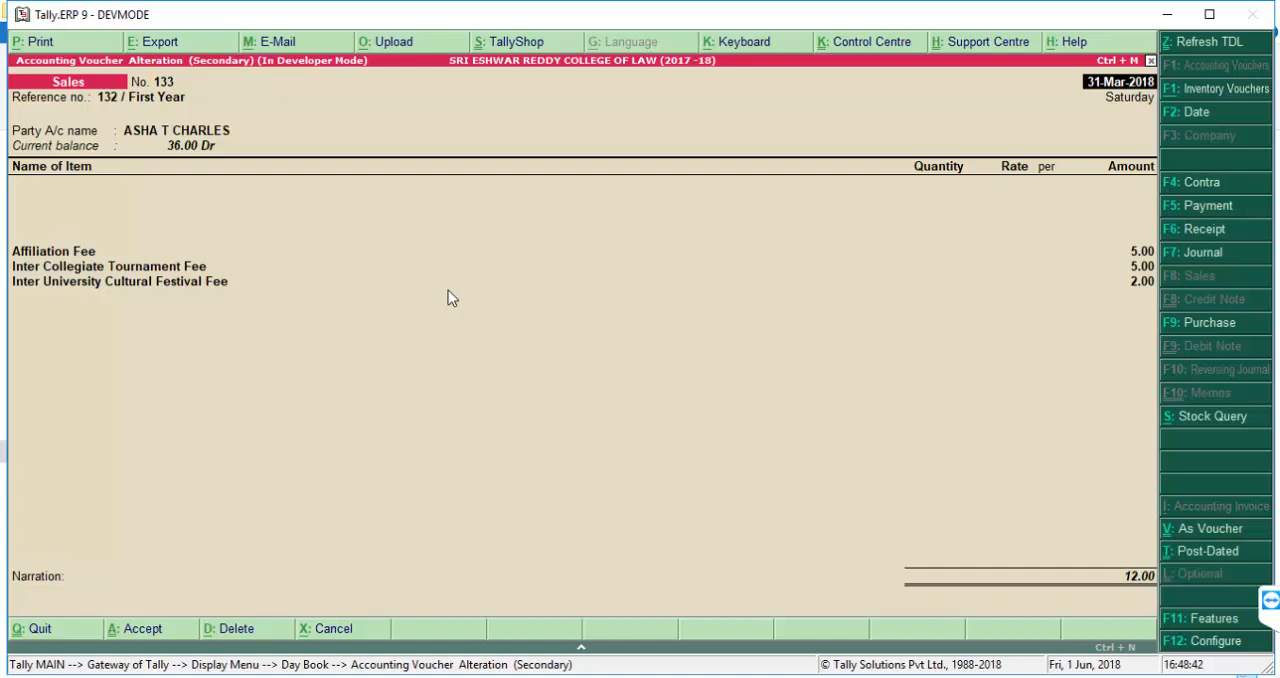 Tally.ERP 9 - DEVMODE
P: Print E: Export M: E-Mail O: Upload S: TallyShop G: Language K: Keyboard K: Control Centre H: Support Centre H: Help
Accounting Voucher Alteration (Secondary) (In Developer Mode) SRI ESHWAR REDDY COLLEGE OF LAW (2017 -18) Ctrl + M
Sales No. 133 31-Mar-2018
Reference no.: 132 / First Year Saturday
Party A/c name : ASHA T CHARLES
Current balance : 36.00 Dr
Name of Item Quantity Rate per Amount
Affiliation Fee 5.00
Inter Collegiate Tournament Fee 5.00
Inter University Cultural Festival Fee 2.00
Narration: 12.00
Q: Quit A: Accept D: Delete X: Cancel
Ctrl + N
Tally MAIN --> Gateway of Tally --> Display Menu --> Day Book --> Accounting Voucher Alteration (Secondary) © Tally Solutions Pvt Ltd., 1988-2018 Fri, 1 Jun, 2018 16:48:42
Z: Refresh TDL
F1: Accounting Vouchers
F1: Inventory Vouchers
F2: Date
F3: Company
F4: Contra
F5: Payment
F6: Receipt
F7: Journal
F8: Sales
F8: Credit Note
F9: Purchase
F9: Debit Note
F10: Reversing Journal
F10: Memos
S: Stock Query
I: Accounting Invoice
V: As Voucher
T: Post-Dated
L: Optional
F11: Features
F12: Configure